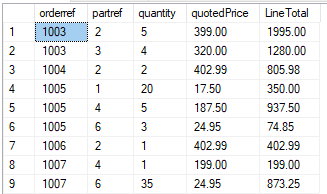 orderref partref quantity quotedPrice LineTotal
1 1003 2 5 399.00 1995.00
2 1003 3 4 320.00 1280.00
3 1004 2 2 402.99 805.98
4 1005 1 20 17.50 350.00
5 1005 4 5 187.50 937.50
6 1005 6 3 24.95 74.85
7 1006 2 1 402.99 402.99
8 1007 4 1 199.00 199.00
9 1007 6 35 24.95 873.25